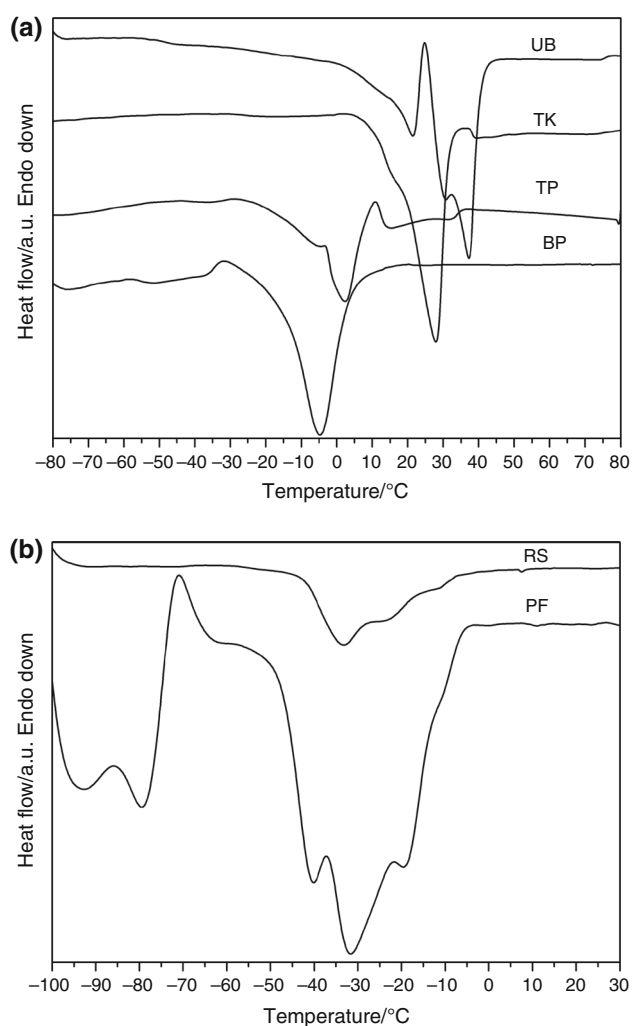 (a)
UB
TK
TP
BP
Heat flow/a.u. Endo down
−80 −70 −60 −50 −40 −30 −20 −10 0 10 20 30 40 50 60 70 80
Temperature/°C
(b)
RS
PF
Heat flow/a.u. Endo down
−100 −90 −80 −70 −60 −50 −40 −30 −20 −10 0 10 20 30
Temperature/°C